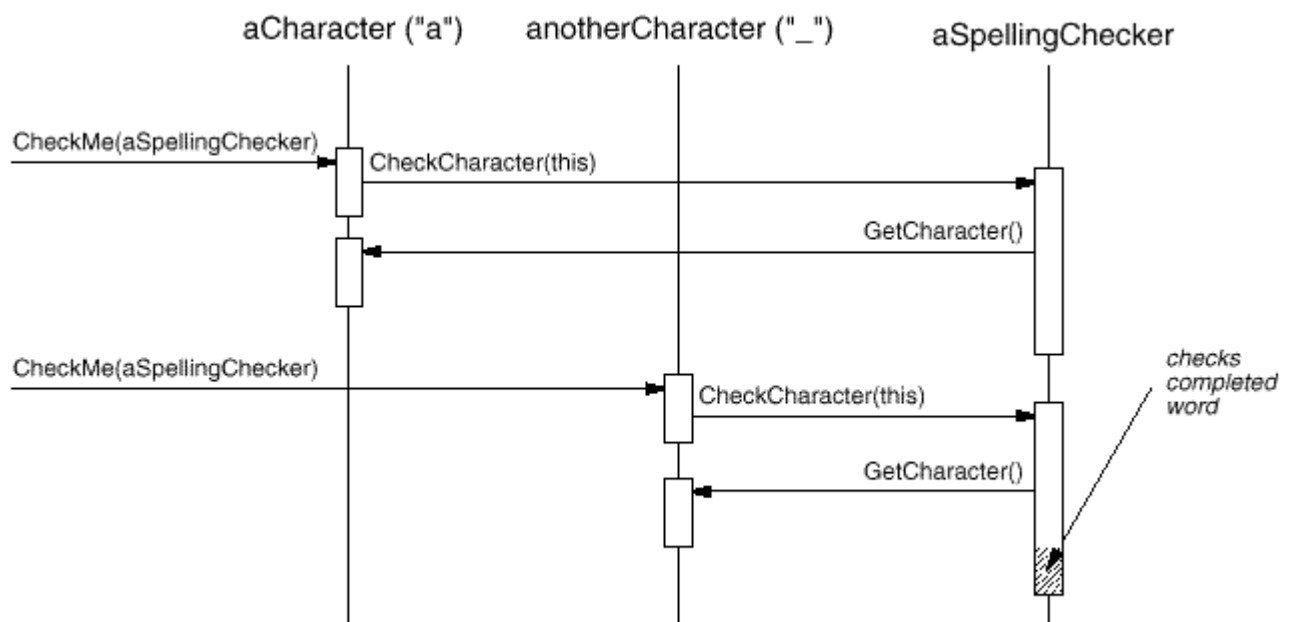 aCharacter ("a")
anotherCharacter ("_")
aSpellingChecker
CheckMe(aSpellingChecker)
CheckCharacter(this)
GetCharacter()
CheckMe(aSpellingChecker)
CheckCharacter(this)
GetCharacter()
checks
completed
word